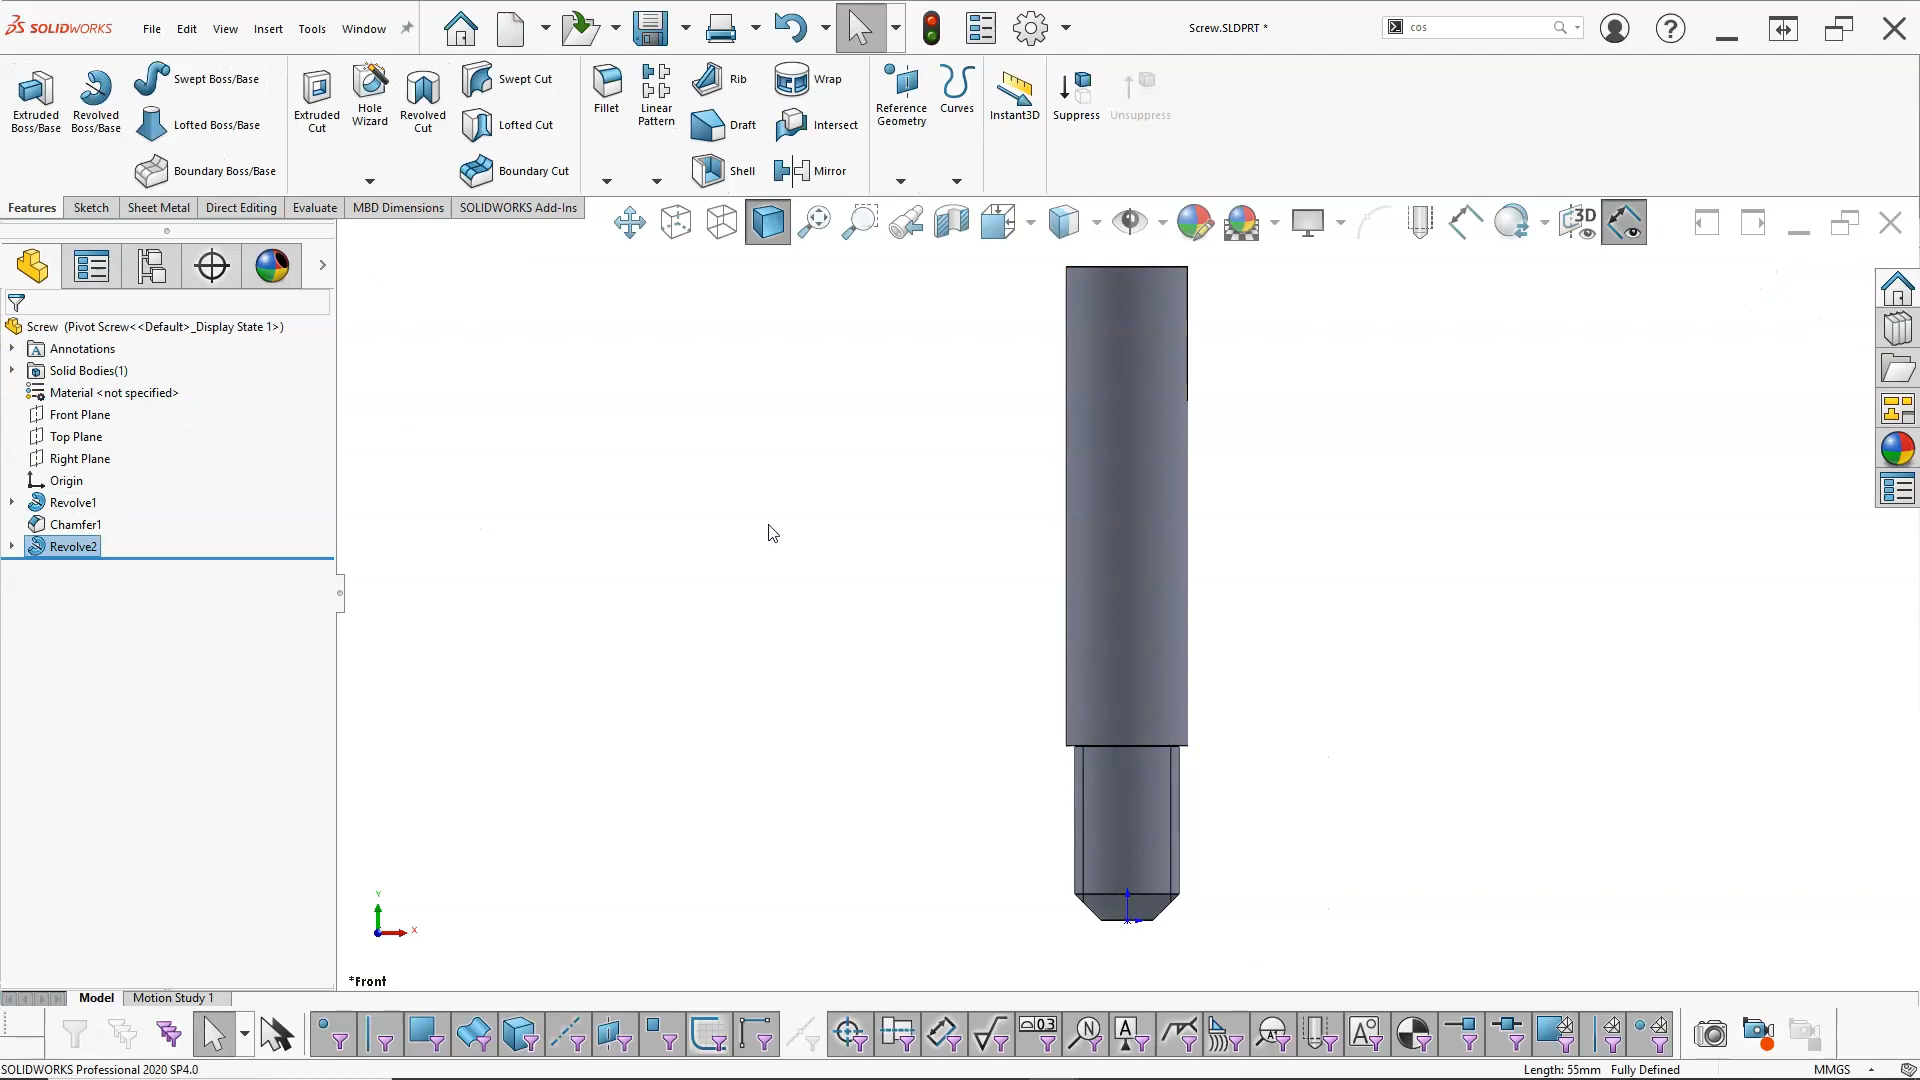 SOLIDWORKS
File Edit View Insert Tools Window
Screw.SLDPRT *
cos
Extruded Boss/Base
Revolved Boss/Base
Swept Boss/Base
Lofted Boss/Base
Boundary Boss/Base
Extruded Cut
Hole Wizard
Revolved Cut
Swept Cut
Lofted Cut
Boundary Cut
Fillet
Linear Pattern
Rib
Draft
Shell
Wrap
Intersect
Mirror
Reference Geometry
Curves
Instant3D
Suppress
Unsuppress
Features Sketch Sheet Metal Direct Editing Evaluate MBD Dimensions SOLIDWORKS Add-Ins
3D
Screw (Pivot Screw<<Default>_Display State 1>)
Annotations
Solid Bodies(1)
Material <not specified>
Front Plane
Top Plane
Right Plane
Origin
Revolve1
Chamfer1
Revolve2
Y
X
*Front
Model Motion Study 1
0.3
N
A
A
SOLIDWORKS Professional 2020 SP4.0
Length: 55mm Fully Defined
MMGS